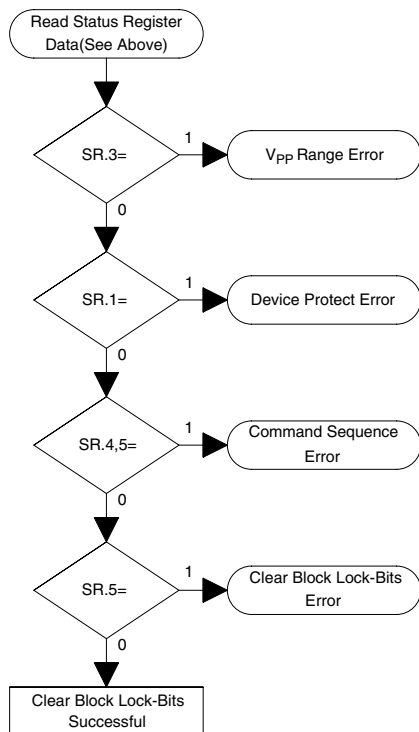 Read Status Register
Data(See Above)
SR.3=
1
VPP Range Error
0
SR.1=
1
Device Protect Error
0
SR.4,5=
1
Command Sequence
Error
0
SR.5=
1
Clear Block Lock-Bits
Error
0
Clear Block Lock-Bits
Successful